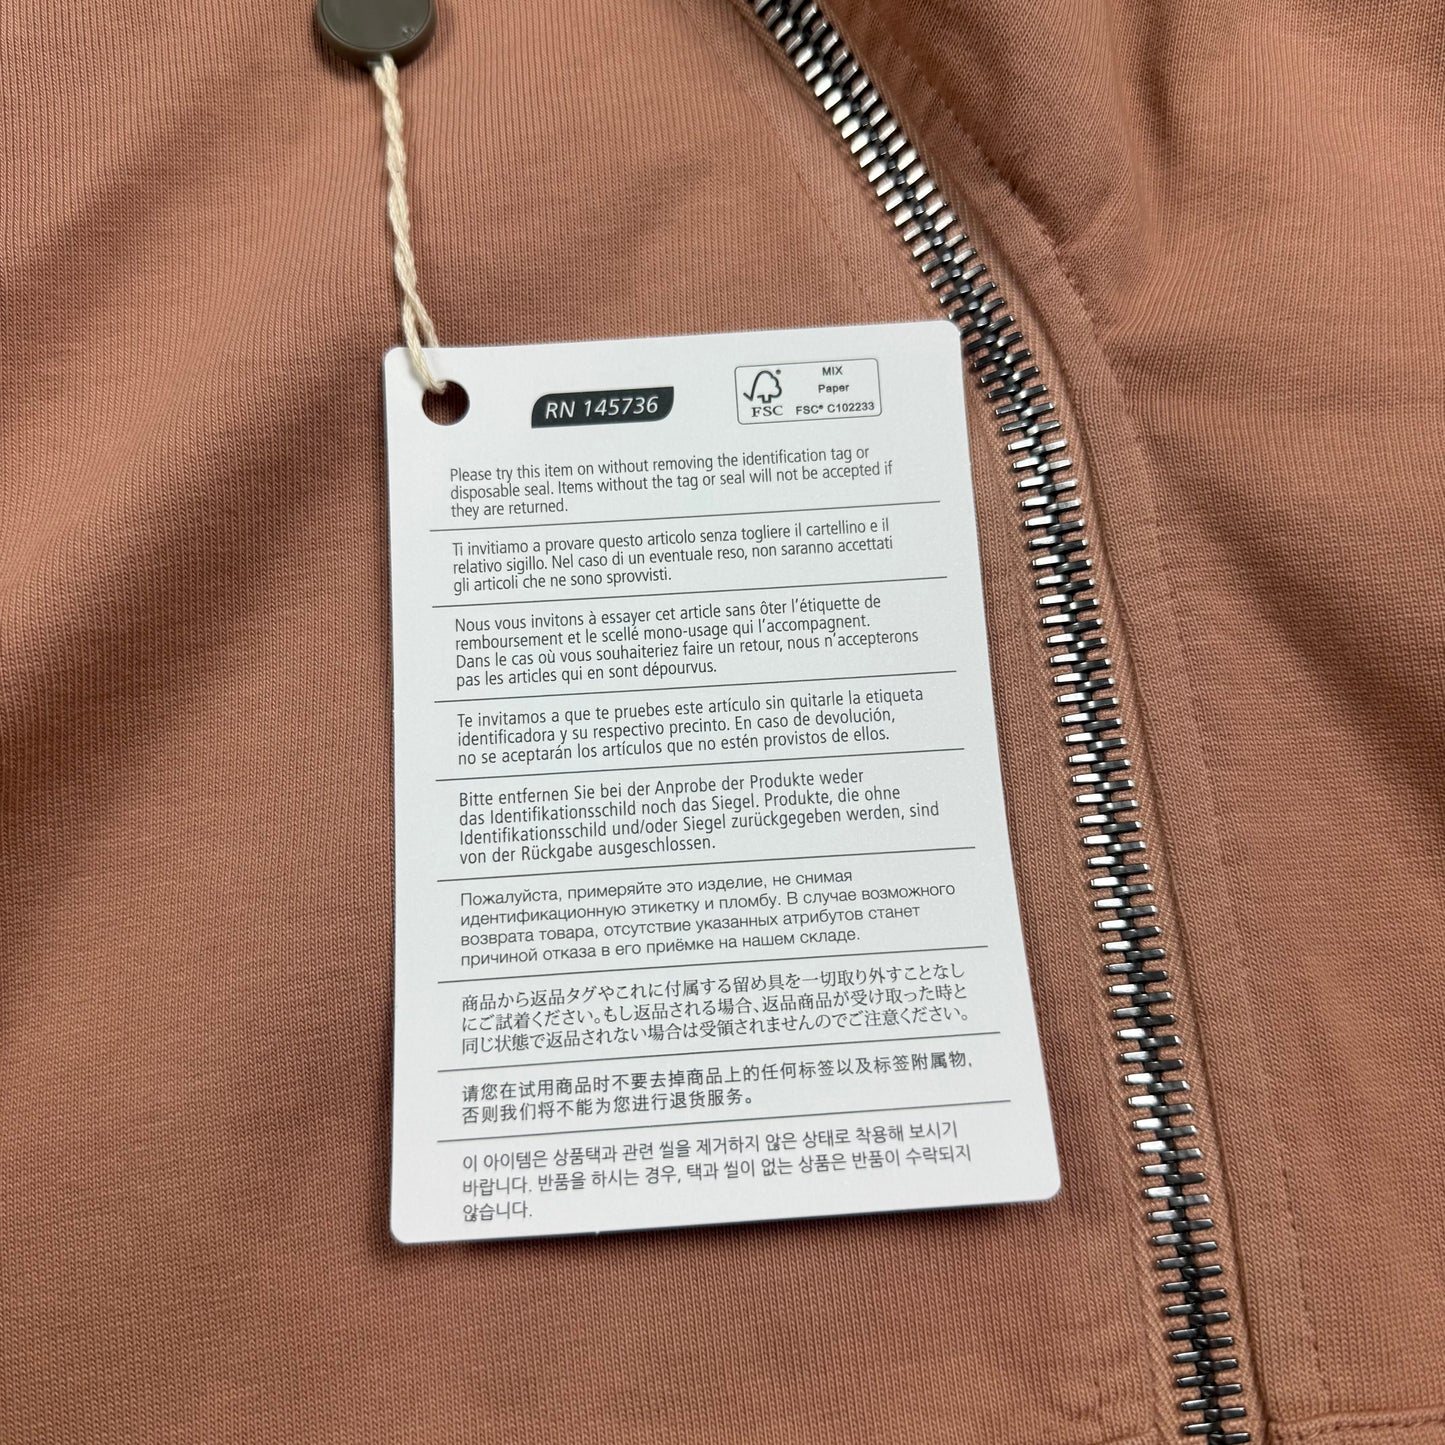 RN 145736
FSC
MIX
Paper
FSC® C102233
Please try this item on without removing the identification tag or
disposable seal. Items without the tag or seal will not be accepted if
they are returned.
Ti invitiamo a provare questo articolo senza togliere il cartellino e il
relativo sigillo. Nel caso di un eventuale reso, non saranno accettati
gli articoli che ne sono sprovvisti.
Nous vous invitons à essayer cet article sans ôter l'étiquette de
remboursement et le scellé mono-usage qui l'accompagnent.
Dans le cas où vous souhaiteriez faire un retour, nous n'accepterons
pas les articles qui en sont dépourvus.
Te invitamos a que te pruebes este artículo sin quitarle la etiqueta
identificadora y su respectivo precinto. En caso de devolución,
no se aceptarán los artículos que no estén provistos de ellos.
Bitte entfernen Sie bei der Anprobe der Produkte weder
das Identifikationsschild noch das Siegel. Produkte, die ohne
Identifikationsschild und/oder Siegel zurückgegeben werden, sind
von der Rückgabe ausgeschlossen.
Пожалуйста, примеряйте это изделие, не снимая
идентификационную этикетку и пломбу. В случае возможного
возврата товара, отсутствие указанных атрибутов станет
причиной отказа в его приёмке на нашем складе.
商品から返品タグやこれに付属する留め具を一切取り外すことなし
にご試着ください。もし返品される場合、返品商品が受け取った時と
同じ状態で返品されない場合は受領されませんのでご注意ください。
请您在试用商品时不要去掉商品上的任何标签以及标签附属物,
否则我们将不能为您进行退货服务。
이 아이템은 상품택과 관련 씰을 제거하지 않은 상태로 착용해 보시기
바랍니다. 반품을 하시는 경우, 택과 씰이 없는 상품은 반품이 수락되지
않습니다.